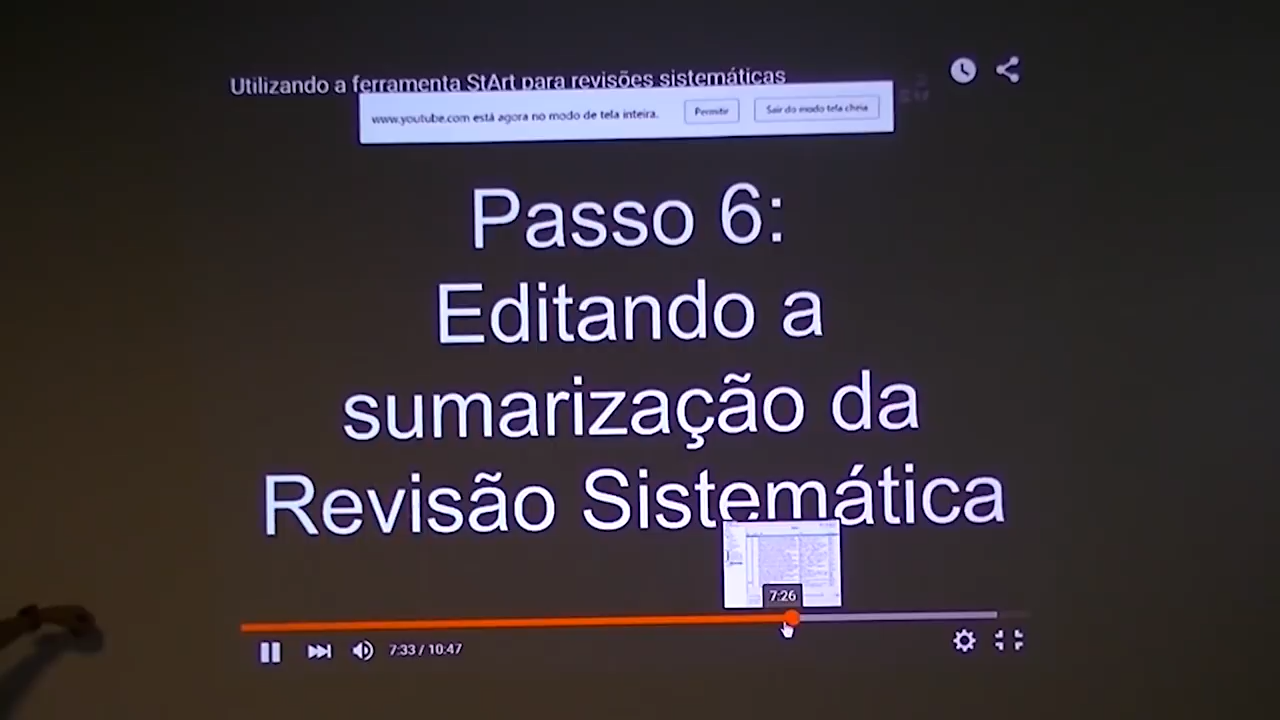 Utilizando a ferramenta StArt para revisões sistemáticas
www.youtube.com está agora no modo de tela inteira.
Permitir
Sair do modo tela cheia
Passo 6:
Editando a
sumarização da
Revisão Sistemática
7:26
7:33 / 10:47